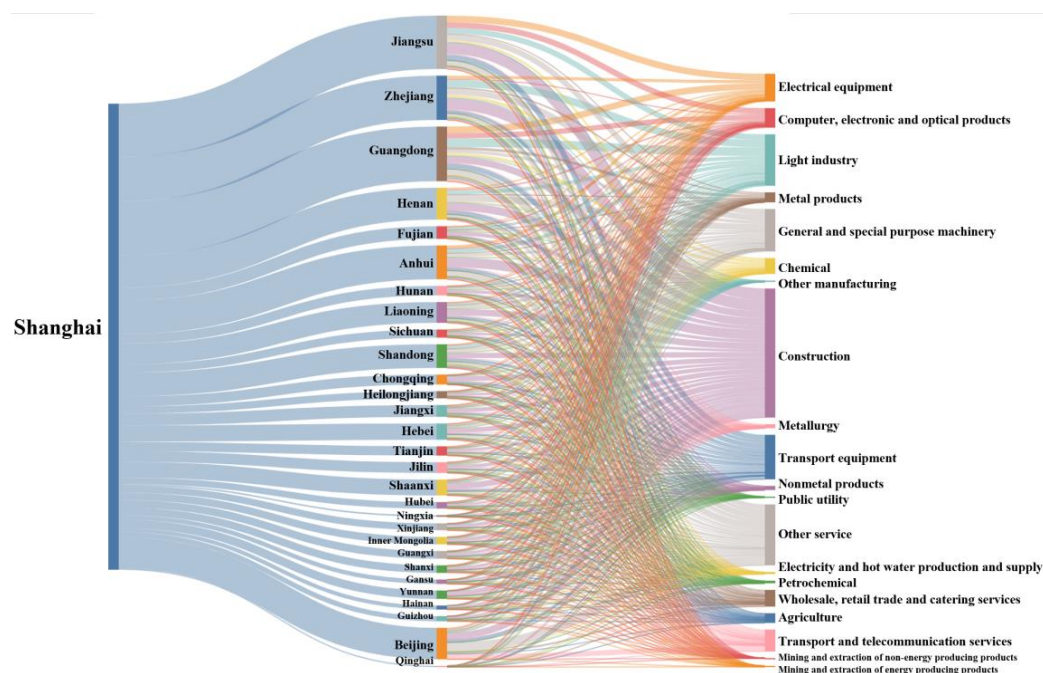 Shanghai
Jiangsu
Zhejiang
Guangdong
Henan
Fujian
Anhui
Hunan
Liaoning
Sichuan
Shandong
Chongqing
Heilongjiang
Jiangxi
Hebei
Tianjin
Jilin
Shaanxi
Hubei
Ningxia
Xinjiang
Inner Mongolia
Guangxi
Shanxi
Gansu
Yunnan
Hainan
Guizhou
Beijing
Qinghai
Electrical equipment
Computer, electronic and optical products
Light industry
Metal products
General and special purpose machinery
Chemical
Other manufacturing
Construction
Metallurgy
Transport equipment
Nonmetal products
Public utility
Other service
Electricity and hot water production and supply
Petrochemical
Wholesale, retail trade and catering services
Agriculture
Transport and telecommunication services
Mining and extraction of non-energy producing products
Mining and extraction of energy producing products